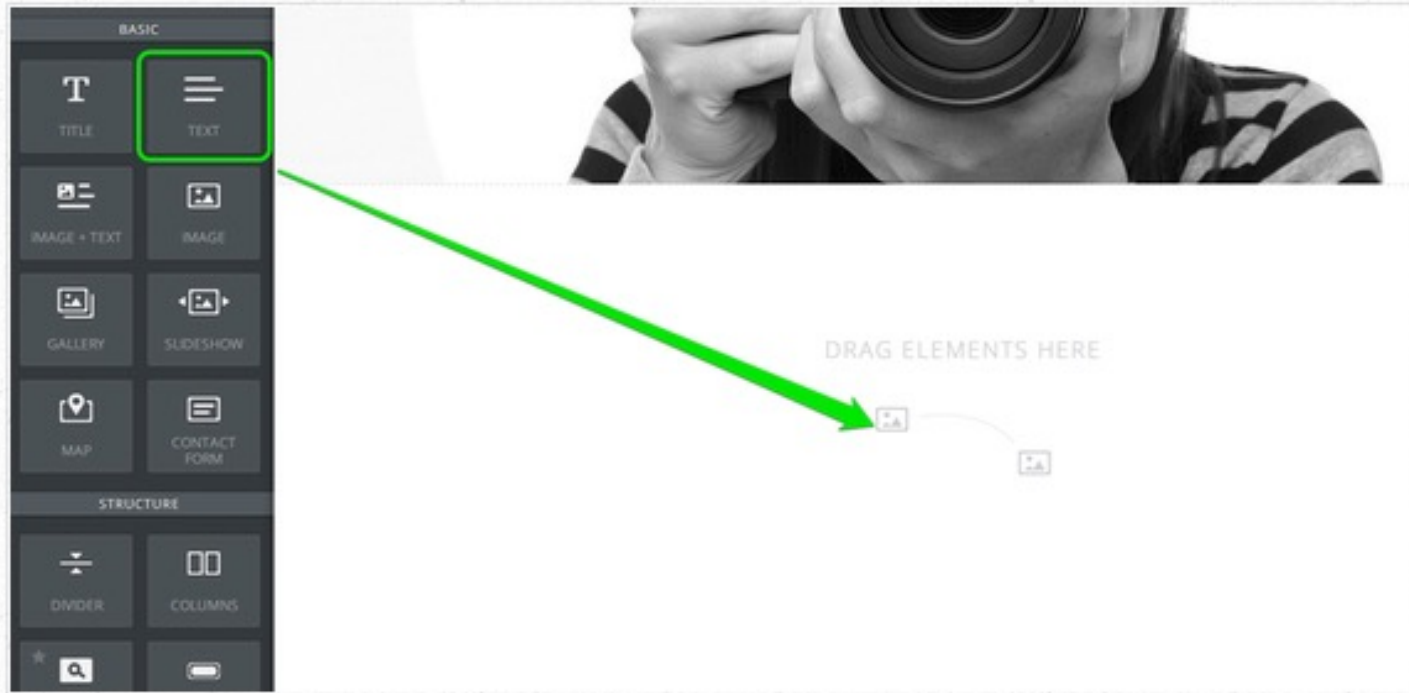 BASIC
T
TITLE
TEXT
IMAGE + TEXT
IMAGE
GALLERY
SLIDESHOW
MAP
CONTACT
FORM
DRAG ELEMENTS HERE
STRUCTURE
DIVIDER
COLUMNS